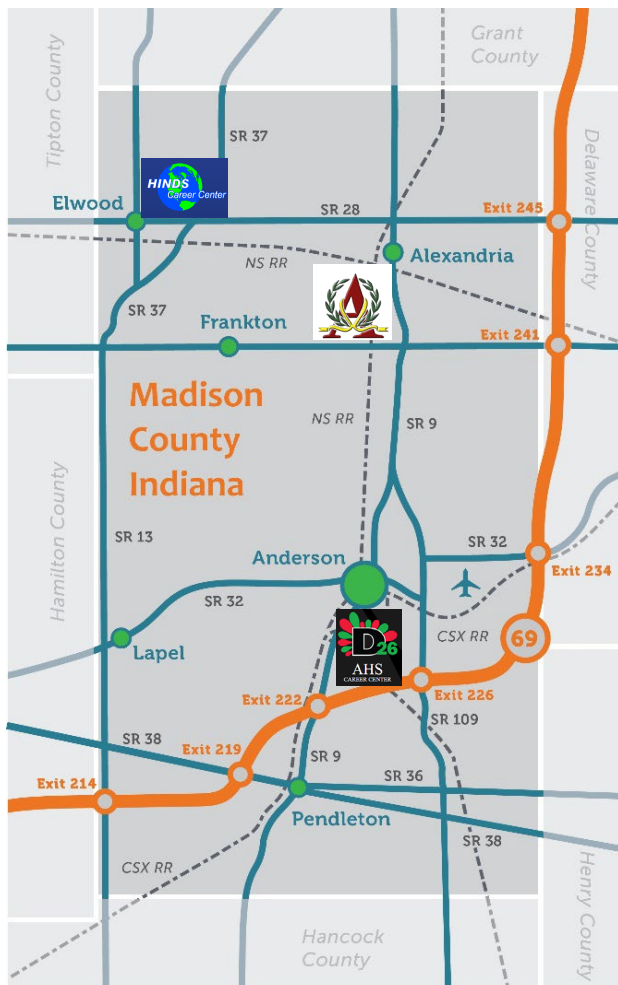 Grant
County
Tipton County
SR 37
Delaware County
HINDS
Career Center
Elwood
SR 28
Exit 245
NS RR
Alexandria
SR 37
A
Frankton
Exit 241
Madison
County
Indiana
NS RR
SR 9
Hamilton County
SR 13
SR 32
Anderson
Exit 234
SR 32
D26
AHS
CAREER CENTER
CSX RR
69
Lapel
Exit 222
Exit 226
SR 109
SR 38
Exit 219
SR 9
SR 36
Exit 214
Pendleton
SR 38
CSX RR
Henry County
Hancock
County